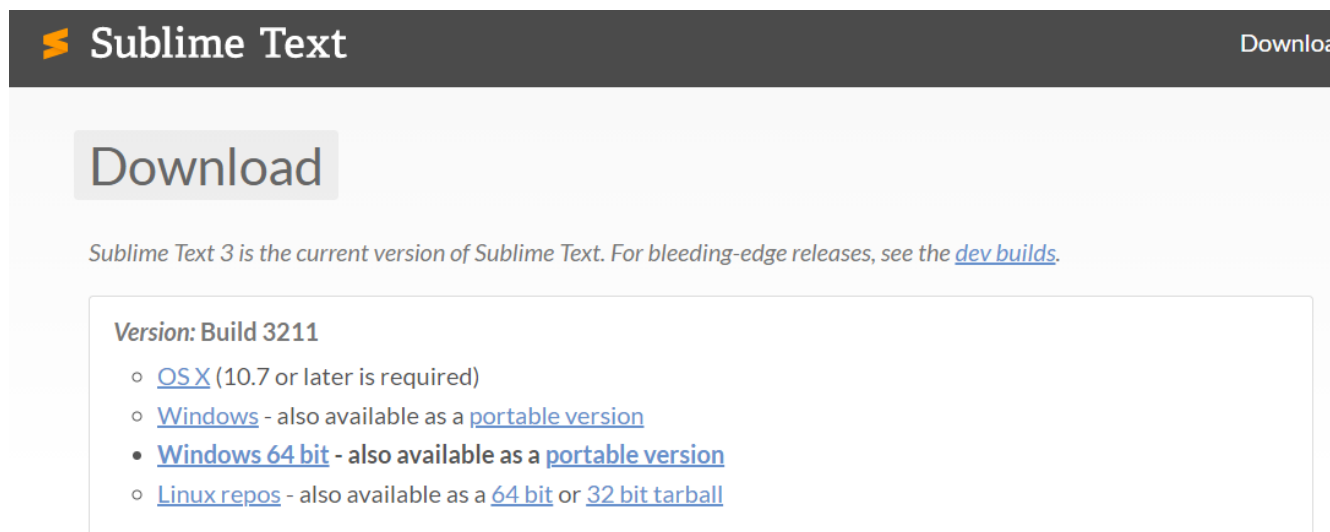 Sublime Text
Download
Sublime Text 3 is the current version of Sublime Text. For bleeding-edge releases, see the dev builds.
Version: Build 3211
OS X (10.7 or later is required)
Windows - also available as a portable version
Windows 64 bit - also available as a portable version
Linux repos - also available as a 64 bit or 32 bit tarball